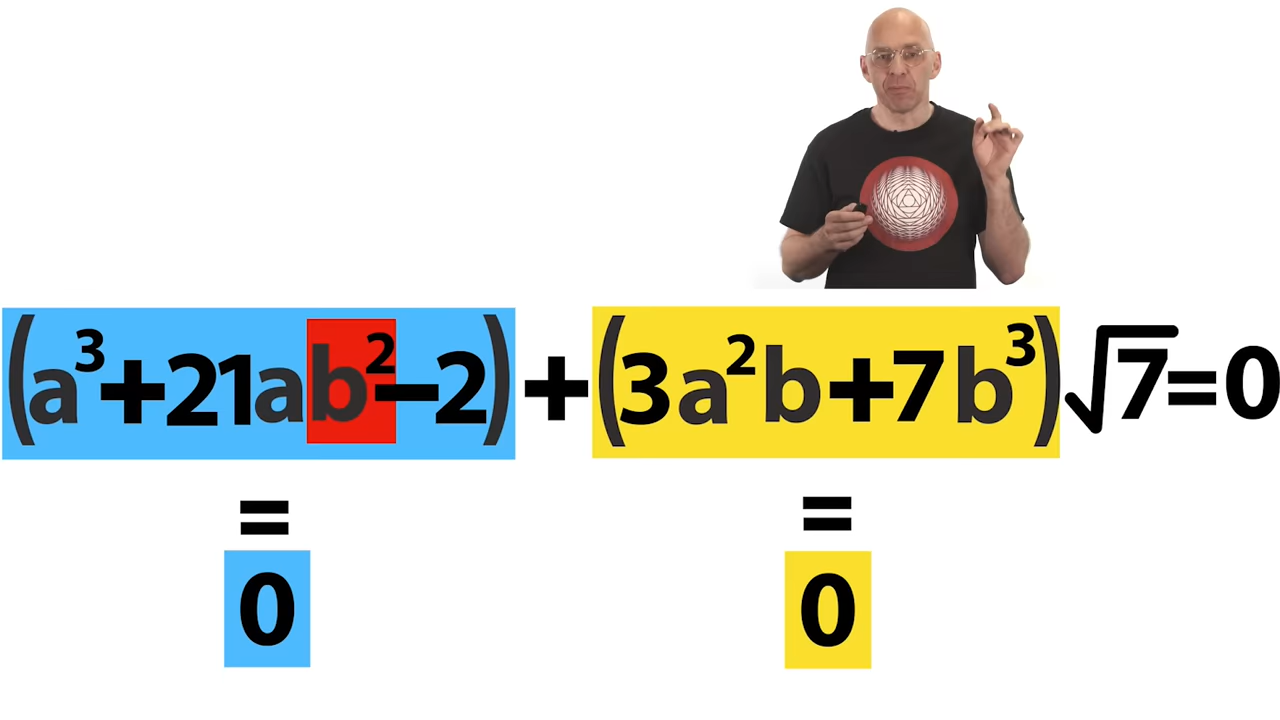 (a³+21ab²−2)+(3a²b+7b³)√7=0
= =
0 0